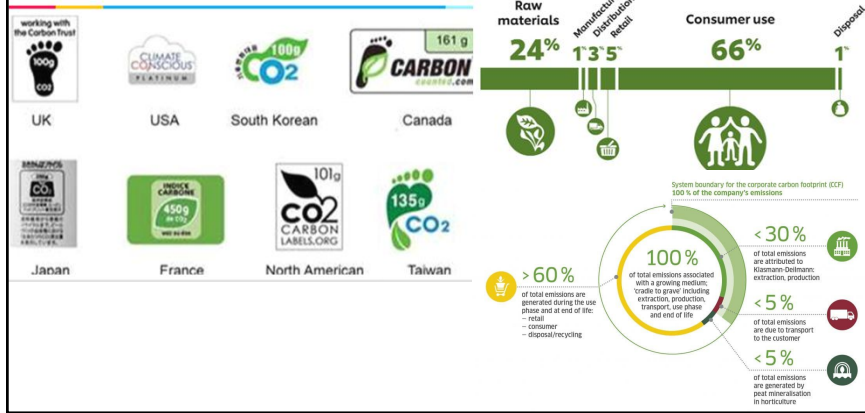 working with
the Carbon Trust
100g
CO2
UK
CLIMATE
CONSCIOUS
PLATINUM
USA
100g
CO2
South Korean
161 g
CARBON
counted.com
Canada
CO2
Japan
INDICE
CARBONE
450g
de CO2
France
101g
CO2
CARBON
LABELS.ORG
North American
135g
CO2
Taiwan
Raw
materials
24%
1%
3%
5%
Distribution
Retail
Consumer use
66%
Disposal
1%
System boundary for the corporate carbon footprint (CCF)
100 % of the company's emissions
100 %
of total emissions associated
with a growing medium;
'cradle to grave' including
extraction, production,
transport, use phase
and end of life
> 60 %
of total emissions are
generated during the use
phase and at end of life:
– retail
– consumer
– disposal/recycling
< 30 %
of total emissions
are attributed to
Klasmann-Deilmann:
extraction, production
< 5 %
of total emissions
are due to transport
to the customer
< 5 %
of total emissions
are generated by
peat mineralisation
in horticulture